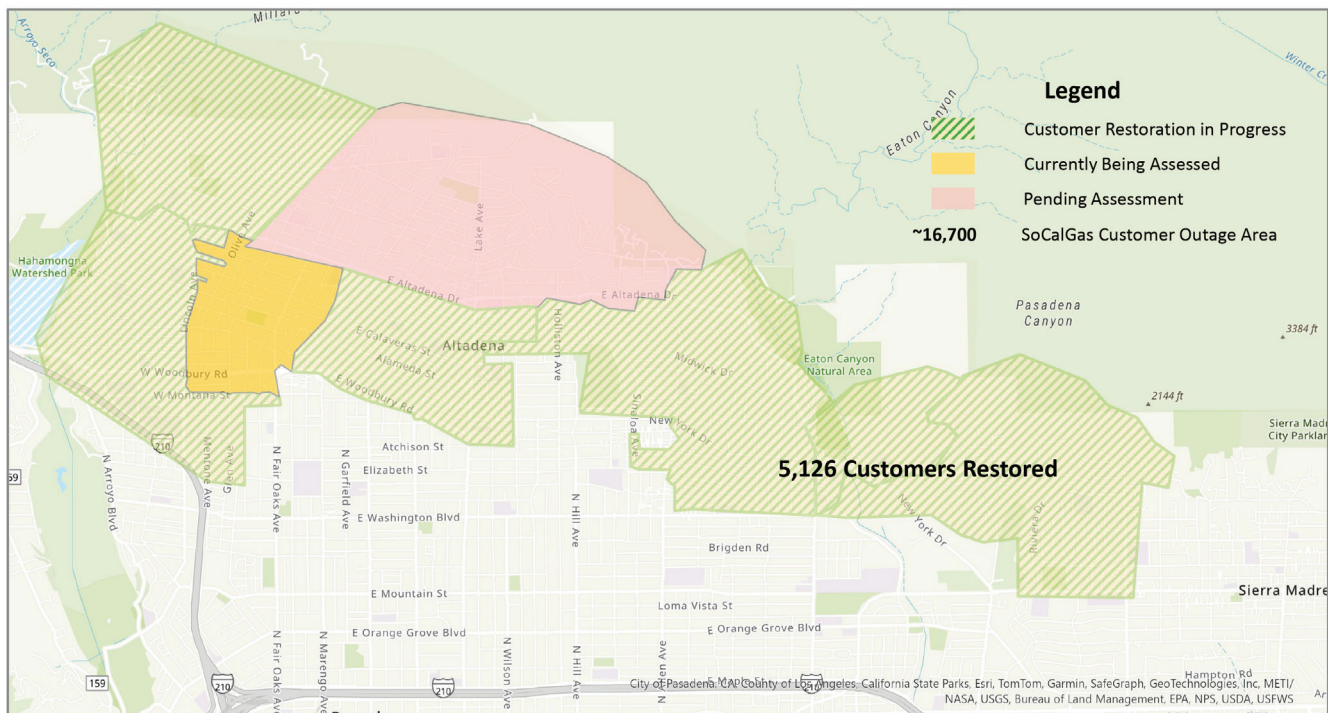 Millard
Arroyo Seco
Winter Cr
Legend
Customer Restoration in Progress
Currently Being Assessed
Pending Assessment
~16,700 SoCalGas Customer Outage Area
Eaton Canyon
Olive Ave
Lake Ave
Hahamongna
Watershed Park
Lincoln Ave
E Altadena Dr
E Altadena Dr
Pasadena
Canyon
3384 ft
Holliston Ave
E Calaveras St
Altadena
Alameda St
Midwick Dr
Eaton Canyon
Natural Area
W Woodbury Rd
E Woodbury Rd
W Montana St
2144 ft
Sinaloa Ave
New York Dr
Sierra Madr
City Parklan
210
Mentone Ave
Glen Ave
N Fair Oaks Ave
N Garfield Ave
Atchison St
Elizabeth St
5,126 Customers Restored
59
N Arroyo Blvd
N Hill Ave
E Washington Blvd
New York Dr
Riviera Dr
Brigden Rd
E Mountain St
Loma Vista St
Sierra Madre
E Orange Grove Blvd
E Orange Grove Blvd
N Fair Oaks Ave
N Marengo Ave
N Wilson Ave
N Hill Ave
Hampton Rd
159
210
210
210
City of Pasadena, CA, County of Los Angeles, California State Parks, Esri, TomTom, Garmin, SafeGraph, GeoTechnologies, Inc, METI/
NASA, USGS, Bureau of Land Management, EPA, NPS, USDA, USFWS